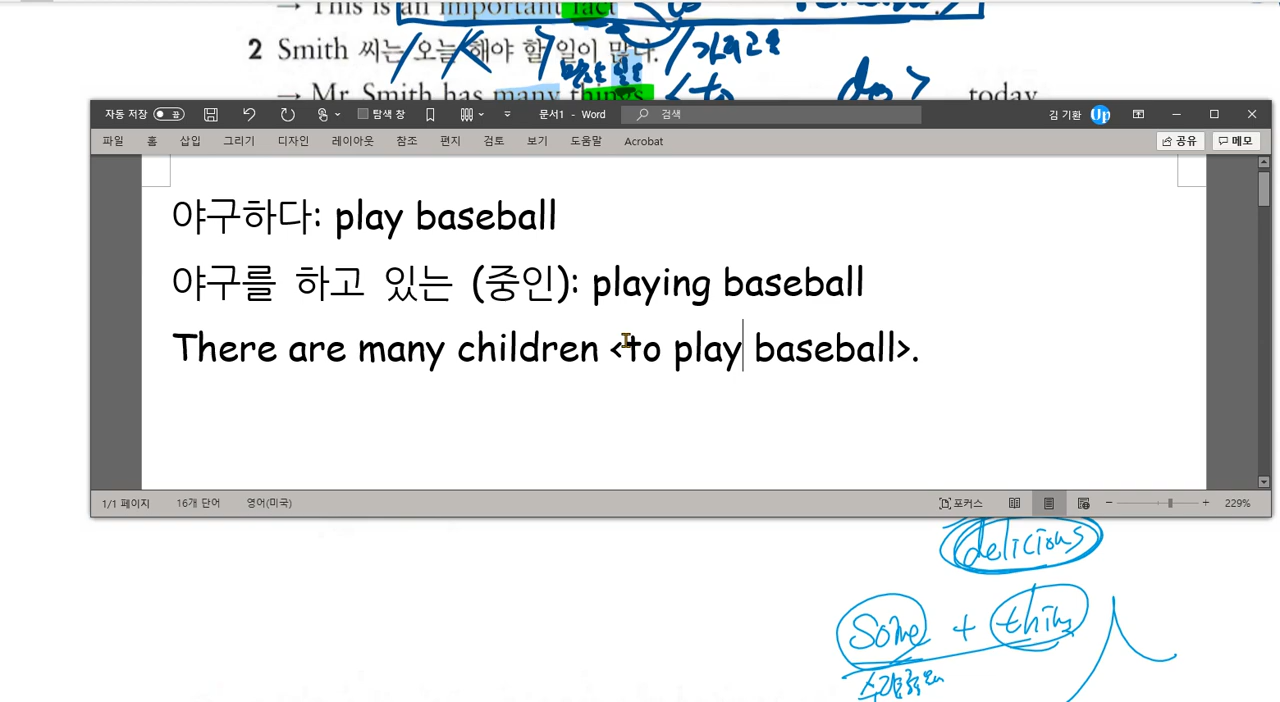 → This is an important fact <to
2 Smith 씨는 오늘 해야 할 일이 많다.
→ Mr. Smith has many things <to do> today
자동 저장 끔 탐색 창 문서1 - Word 검색 김 기환 Up
파일 홈 삽입 그리기 디자인 레이아웃 참조 편지 검토 보기 도움말 Acrobat 공유 메모
야구하다: play baseball
야구를 하고 있는 (중인): playing baseball
There are many children <to play baseball>.
1/1 페이지 16개 단어 영어(미국) 포커스 229%
delicious
Some + thing